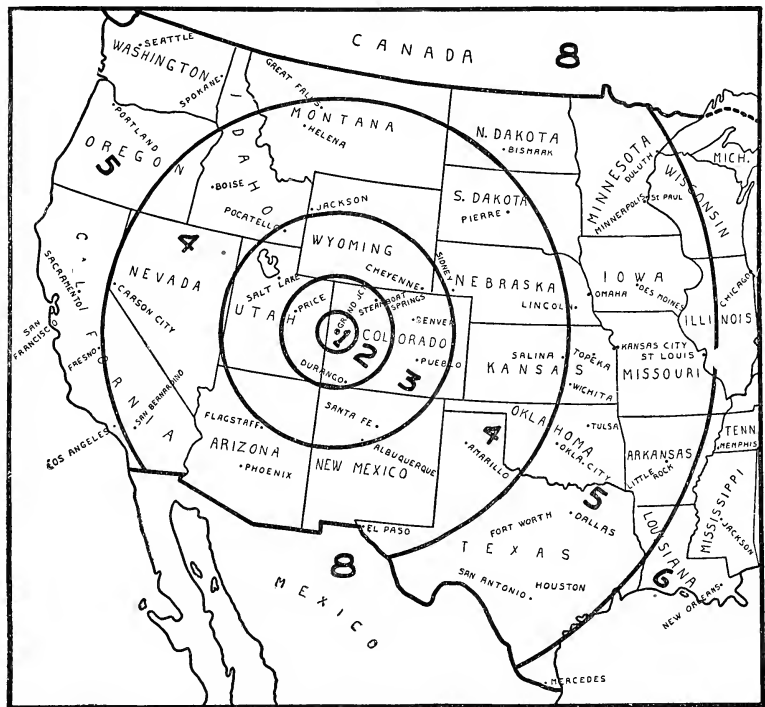 CANADA
8
SEATTLE
WASHINGTON
SPOKANE
GREAT FALLS
MONTANA
HELENA
N. DAKOTA
BISMARK
MINNESOTA
DULUTH
MICH.
PORTLAND
OREGON
5
IDAHO
BOISE
POCATELLO
JACKSON
S. DAKOTA
PIERRE
MINNEAPOLIS
ST PAUL
WISCONSIN
4
NEVADA
WYOMING
CHEYENNE
SIDNEY
NEBRASKA
LINCOLN
IOWA
OMAHA
DES MOINES
CHICAGO
ILLINOIS
CALIFORNIA
SACRAMENTO
CARSON CITY
SALT LAKE
UTAH
PRICE
GRAND JCT
STEAMBOAT
SPRINGS
DENVER
COLORADO
1
2
3
PUEBLO
DURANCO
SAN
FRANCISCO
FRESNO
SAN BERNARDINO
SALINA
KANSAS
TOPEKA
WICHITA
KANSAS CITY
ST LOUIS
MISSOURI
LOS ANGELES
FLAGSTAFF
ARIZONA
PHOENIX
SANTA FE
ALBUQUERQUE
NEW MEXICO
4
AMARILLO
OKLAHOMA
TULSA
OKLA. CITY
ARKANSAS
LITTLE
ROCK
TENN
MEMPHIS
MISSISSIPPI
JACKSON
5
EL PASO
FORT WORTH
DALLAS
TEXAS
SAN ANTONIO
HOUSTON
LOUISIANA
6
NEW ORLEANS
8
MEXICO
MERCEDES